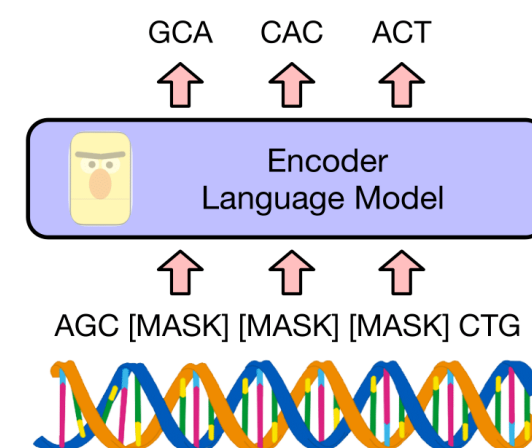 GCA CAC ACT
Encoder
Language Model
AGC [MASK] [MASK] [MASK] CTG